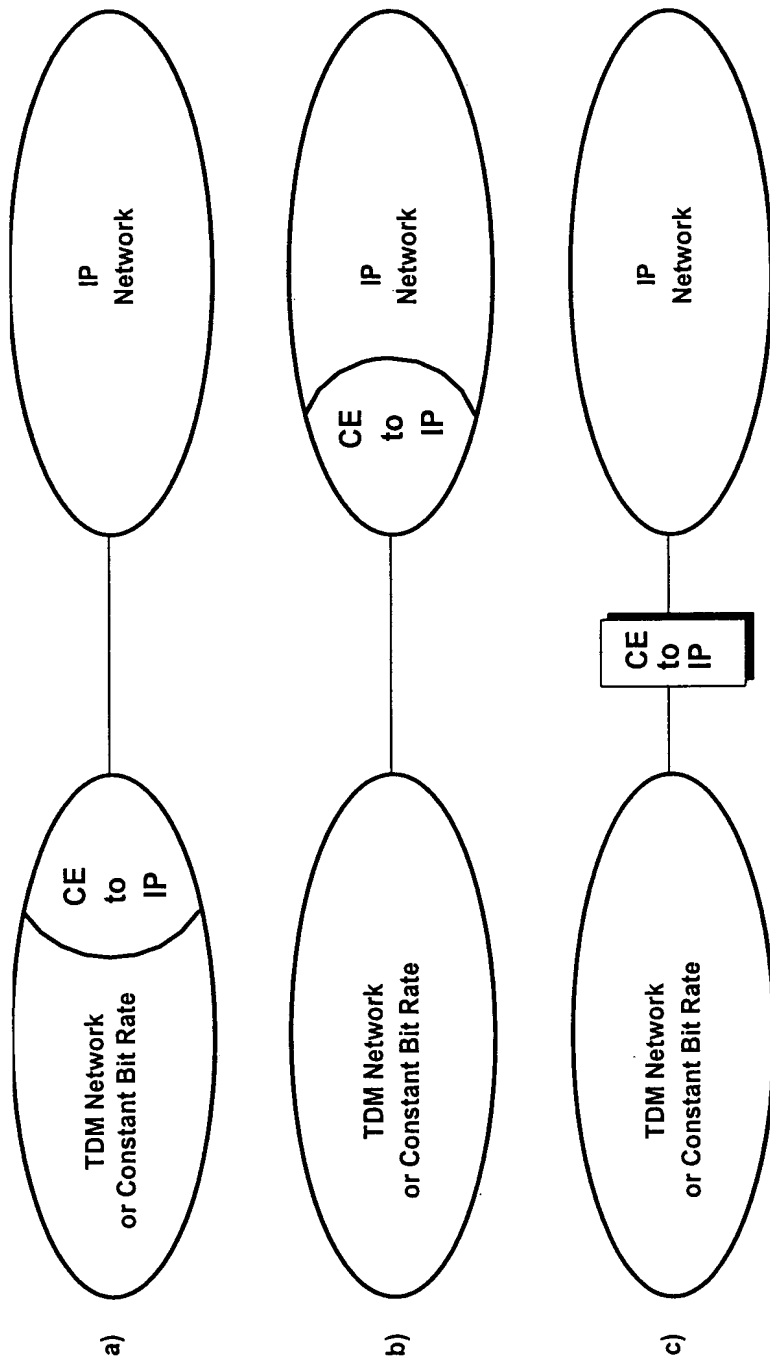 a)
TDM Network
or Constant Bit Rate
CE
to
IP
IP
Network
b)
TDM Network
or Constant Bit Rate
CE
to
IP
IP
Network
c)
TDM Network
or Constant Bit Rate
CE
to
IP
IP
Network